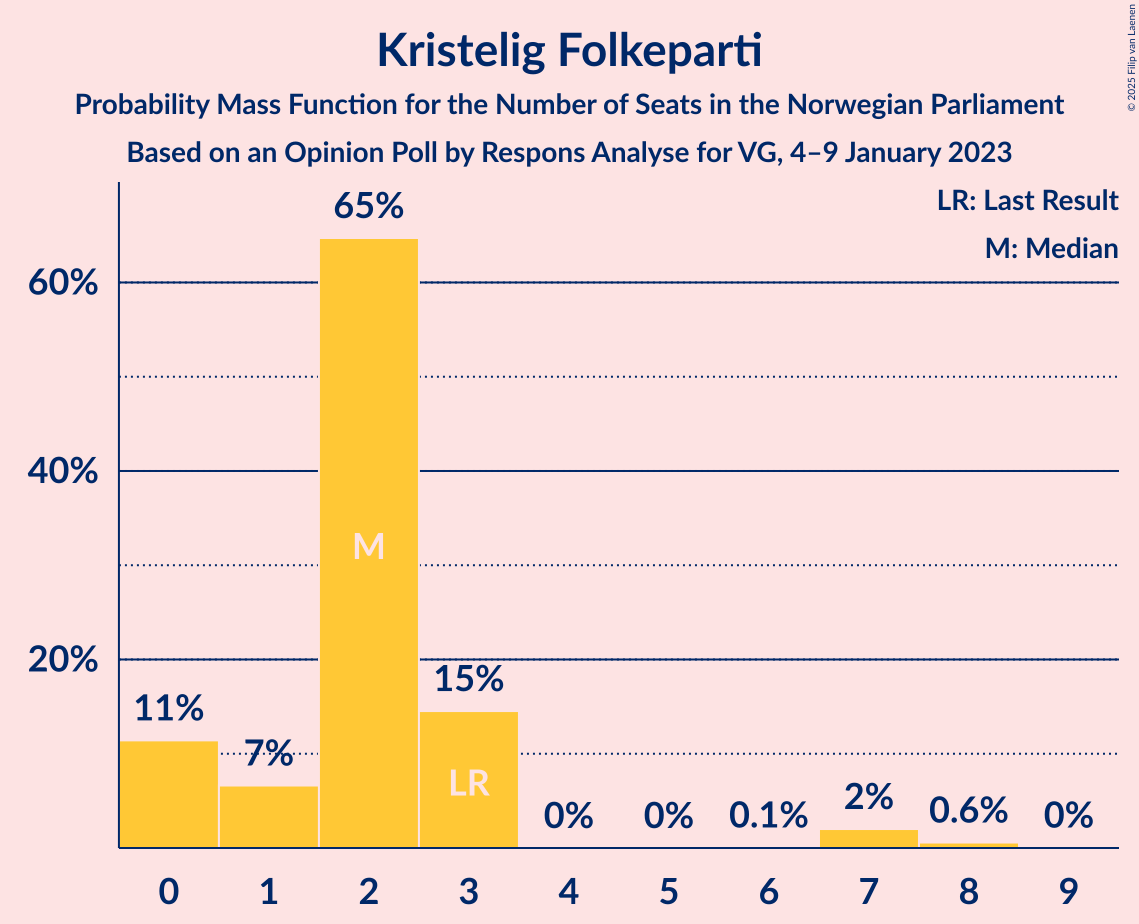 Kristelig Folkeparti
Probability Mass Function for the Number of Seats in the Norwegian Parliament
Based on an Opinion Poll by Respons Analyse for VG, 4–9 January 2023
© 2025 Filip van Laenen
LR: Last Result
M: Median
65%
60%
40%
M
20%
15%
11%
7%
LR
2%
0.6%
0%
0%
0.1%
0%
0 1 2 3 4 5 6 7 8 9